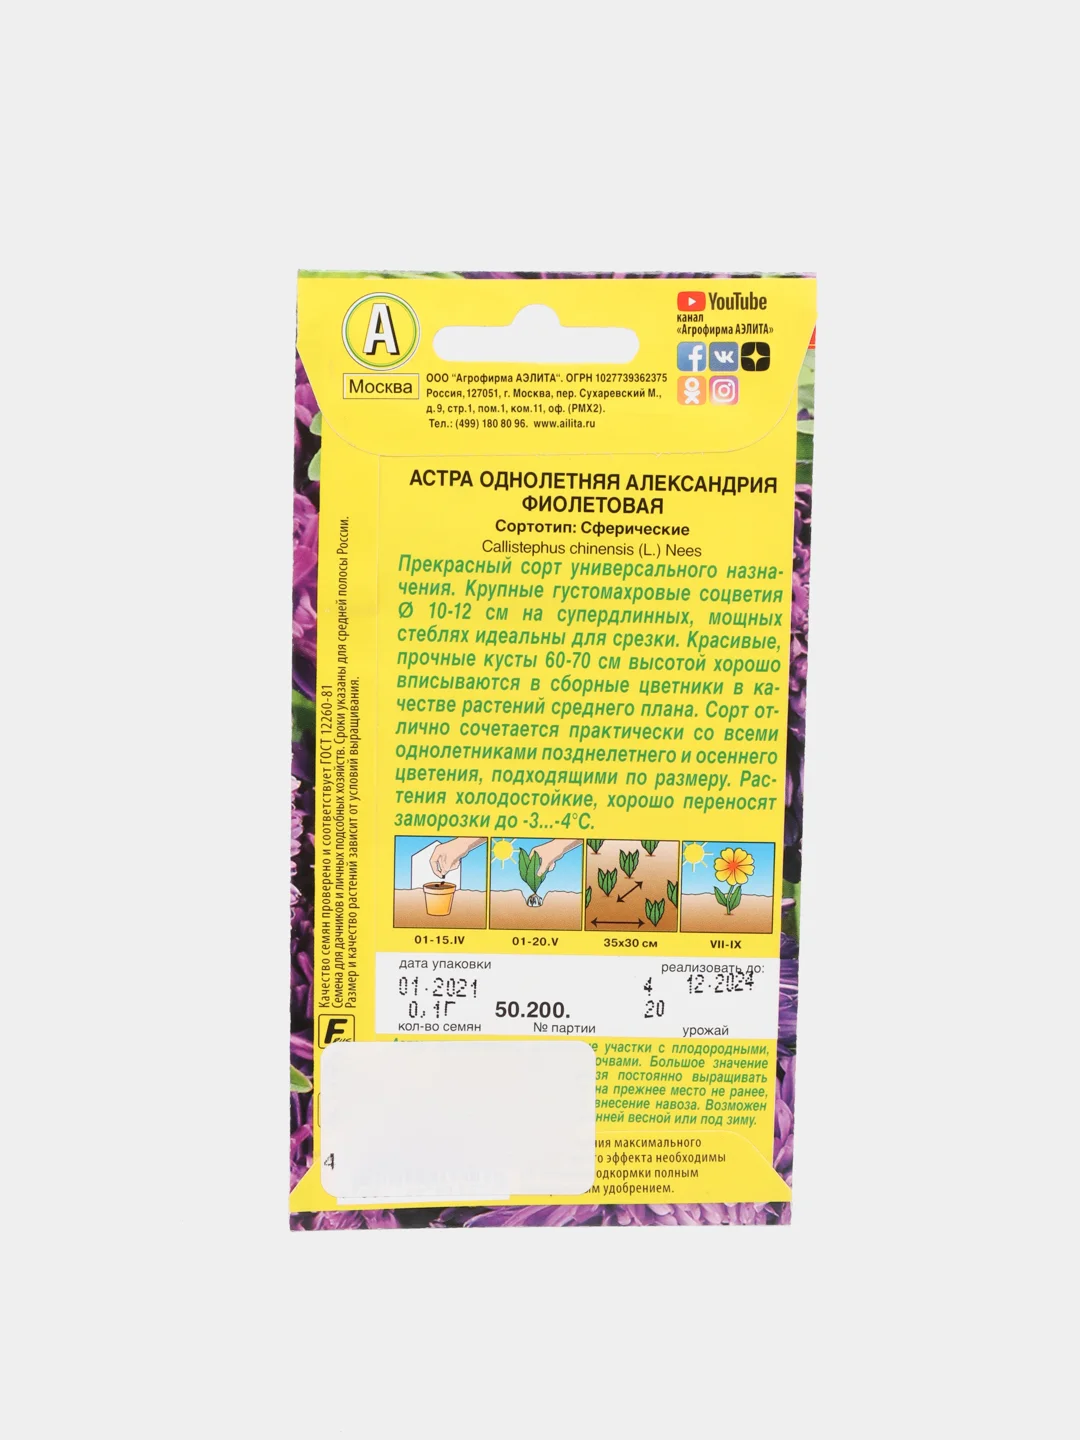 YouTube
канал
«Агрофирма АЭЛИТА»
А
Москва
ООО "Агрофирма АЭЛИТА". ОГРН 1027739362375
Россия,127051, г. Москва, пер. Сухаревский М.,
д.9, стр.1, пом.1, ком.11, оф. (РМХ2).
Тел.: (499) 180 80 96. www.ailita.ru
АСТРА ОДНОЛЕТНЯЯ АЛЕКСАНДРИЯ
ФИОЛЕТОВАЯ
Сортотип: Сферические
Callistephus chinensis (L.) Nees
Прекрасный сорт универсального назна-
чения. Крупные густомахровые соцветия
Ø 10-12 см на супердлинных, мощных
стеблях идеальны для срезки. Красивые,
прочные кусты 60-70 см высотой хорошо
вписываются в сборные цветники в ка-
честве растений среднего плана. Сорт от-
лично сочетается практически со всеми
однолетниками позднелетнего и осеннего
цветения, подходящими по размеру. Рас-
тения холодостойкие, хорошо переносят
заморозки до -3...-4°С.
01-15.IV
01-20.V
35х30 см
VII-IX
дата упаковки
реализовать до:
01·2021
4
12·2024
0,1Г
50.200.
20
кол-во семян
№ партии
урожай
участки с плодородными,
Большое значение
постоянно выращивать
на прежнее место не ранее,
внесение навоза. Возможен
весной или под зиму.
максимального
эффекта необходимы
полным
удобрением.
Качество семян проверено и соответствует ГОСТ 12260-81
Семена для дачников и личных подсобных хозяйств. Сроки указаны для средней полосы России.
Размер и качество растений зависит от условий выращивания.
4